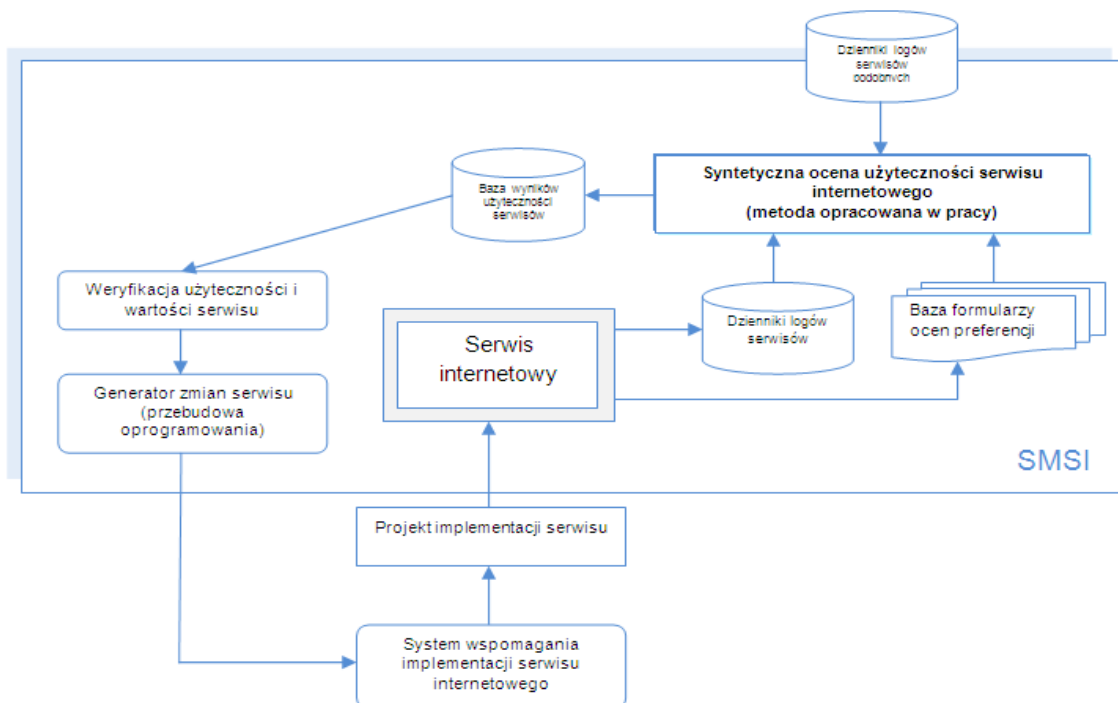 Dzienniki logów
serwisów
podobnych
Syntetyczna ocena użyteczności serwisu
internetowego
(metoda opracowana w pracy)
Baza wyników
użyteczności
serwisów
Weryfikacja użyteczności i
wartości serwisu
Serwis
internetowy
Dzienniki logów
serwisów
Baza formularzy
ocen preferencji
Generator zmian serwisu
(przebudowa
oprogramowania)
SMSI
Projekt implementacji serwisu
System wspomagania
implementacji serwisu
internetowego